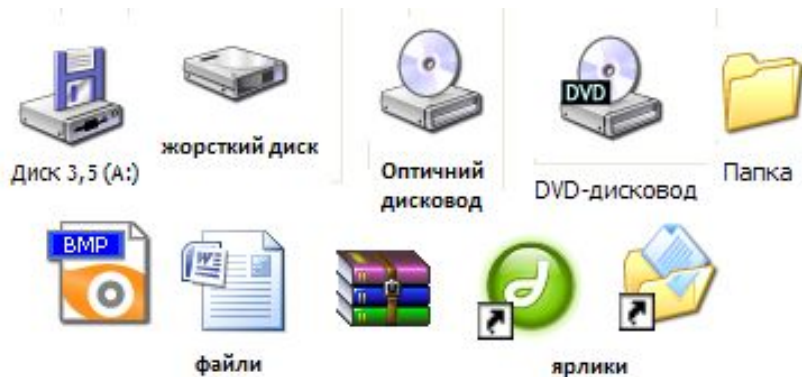 жорсткий диск
Диск 3,5 (A:)
Оптичний
дисковод
DVD
DVD-дисковод
Папка
BMP
W
файли
ярлики